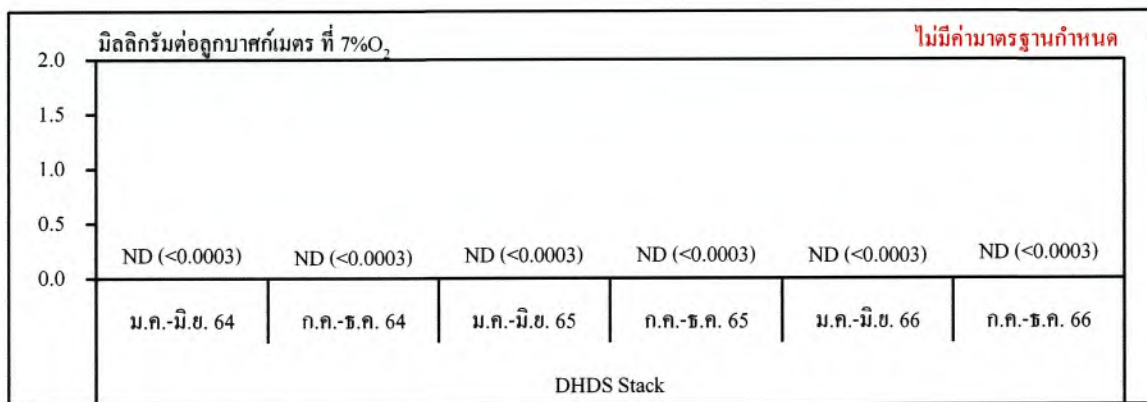 มิลลิกรัมต่อลูกบาศก์เมตร ที่ 7%O₂ ไม่มีค่ามาตรฐานกำหนด
2.0
1.5
1.0
0.5
ND (<0.0003) ND (<0.0003) ND (<0.0003) ND (<0.0003) ND (<0.0003) ND (<0.0003)
0.0
ม.ค.-มิ.ย. 64 ก.ค.-ธ.ค. 64 ม.ค.-มิ.ย. 65 ก.ค.-ธ.ค. 65 ม.ค.-มิ.ย. 66 ก.ค.-ธ.ค. 66
DHDS Stack